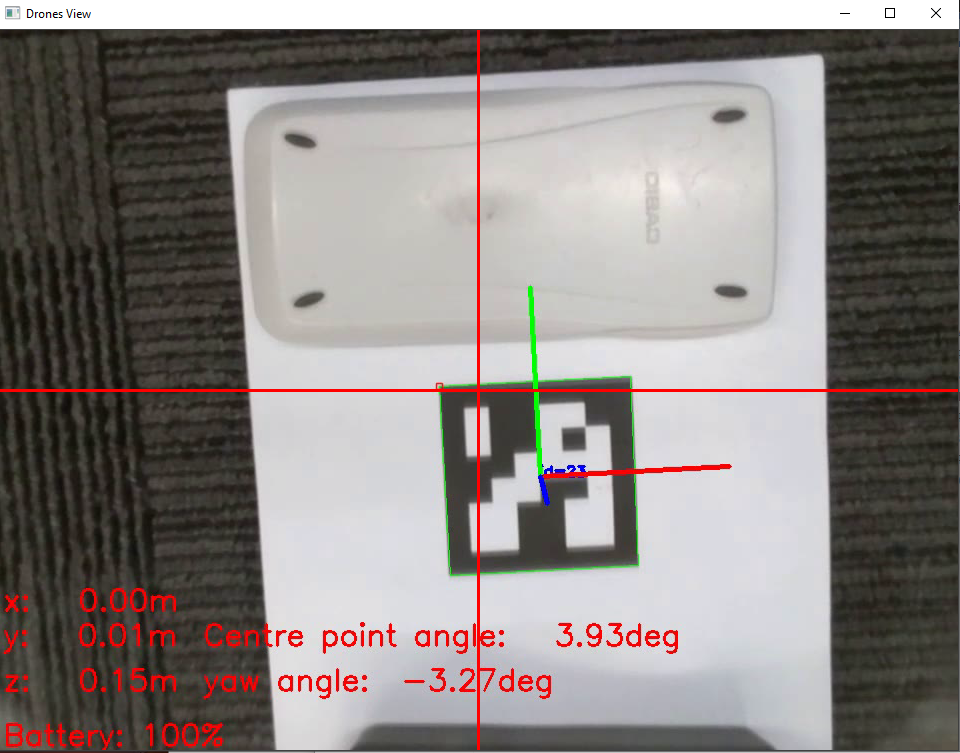 Drones View
CABIO
id=23
x: 0.00m
y: 0.01m Centre point angle: 3.93deg
z: 0.15m yaw angle: -3.27deg
Battery: 100%